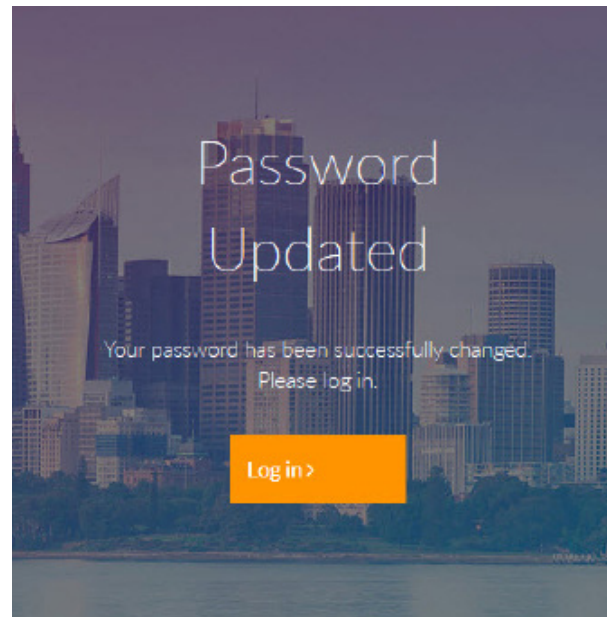 Password
Updated
Your password has been successfully changed.
Please log in.
Log in >